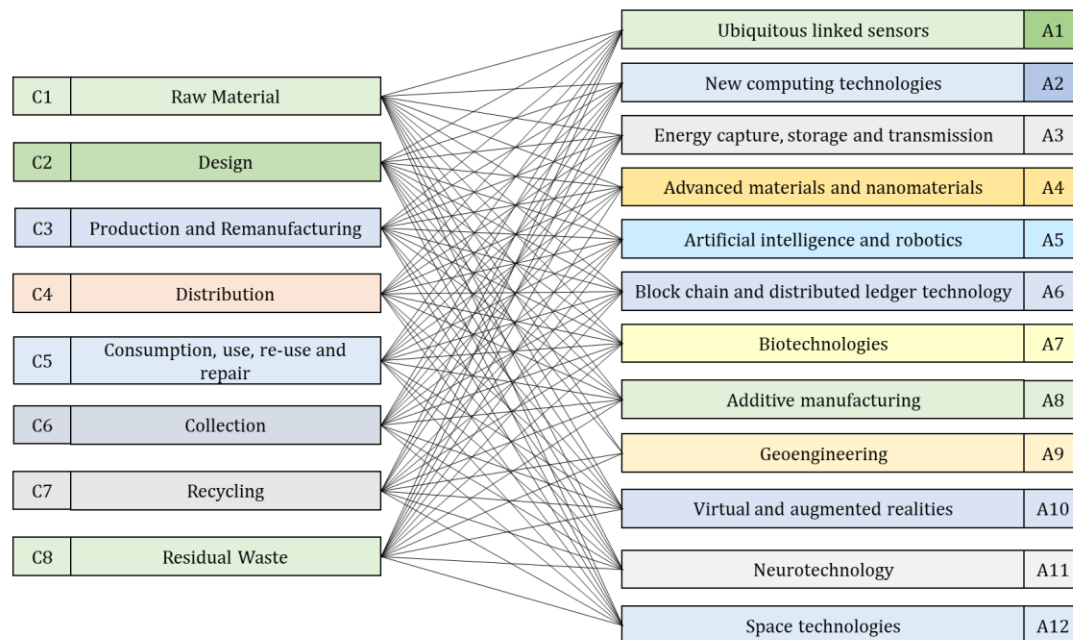 C1 Raw Material
C2 Design
C3 Production and Remanufacturing
C4 Distribution
C5 Consumption, use, re-use and
repair
C6 Collection
C7 Recycling
C8 Residual Waste
Ubiquitous linked sensors A1
New computing technologies A2
Energy capture, storage and transmission A3
Advanced materials and nanomaterials A4
Artificial intelligence and robotics A5
Block chain and distributed ledger technology A6
Biotechnologies A7
Additive manufacturing A8
Geoengineering A9
Virtual and augmented realities A10
Neurotechnology A11
Space technologies A12